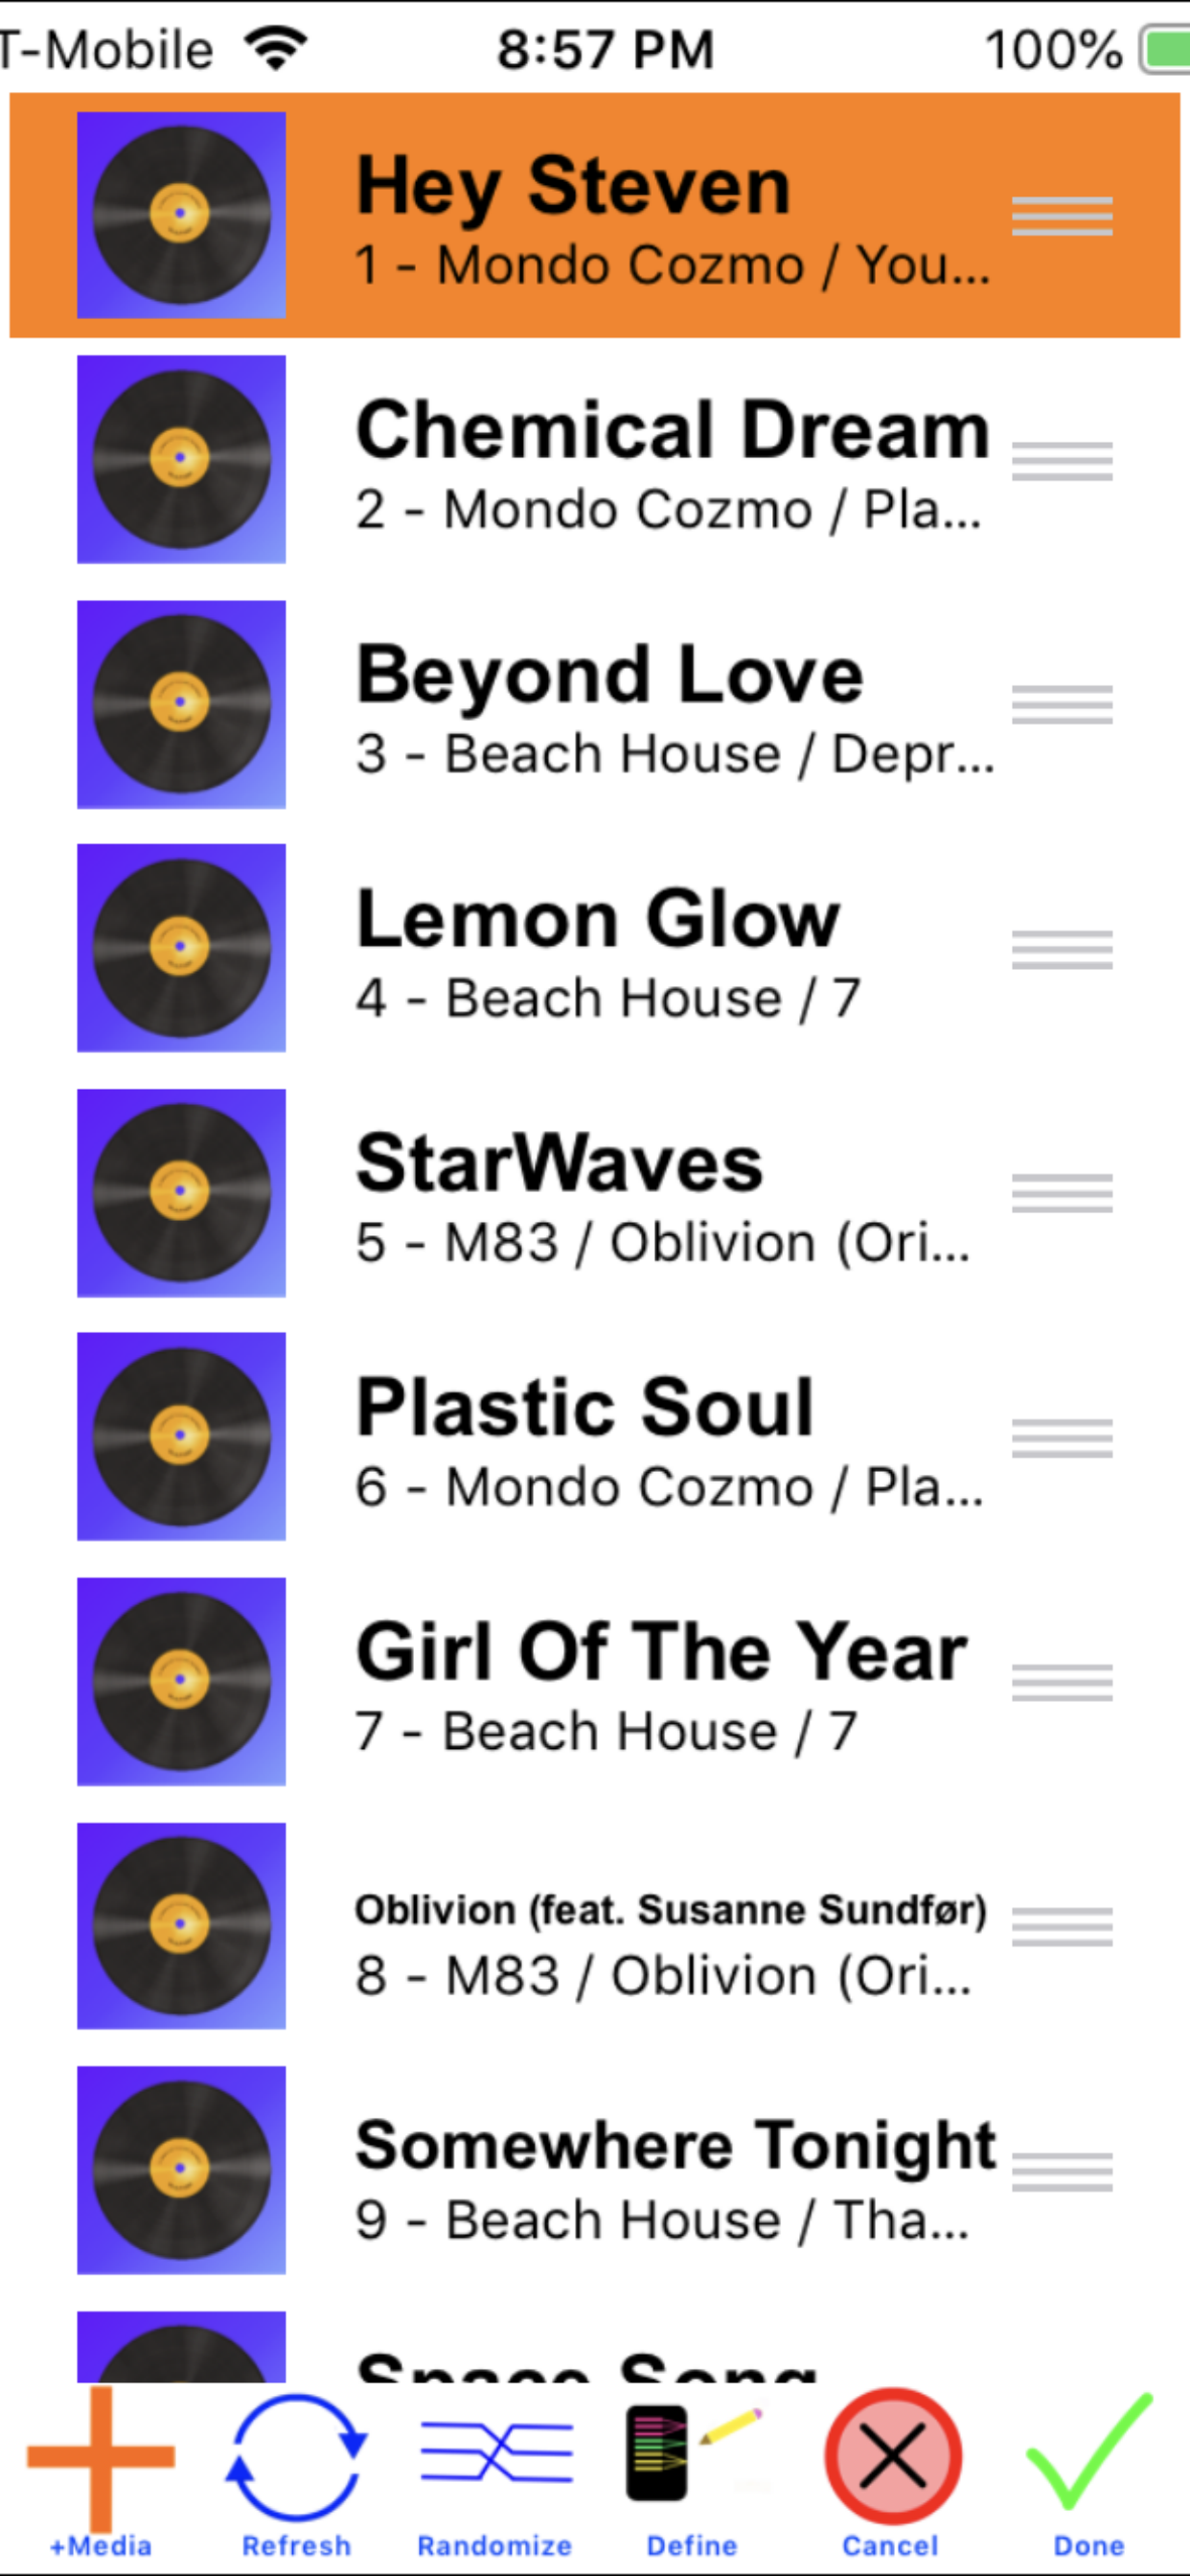 T-Mobile 8:57 PM 100%
Hey Steven
1 - Mondo Cozmo / You...
Chemical Dream
2 - Mondo Cozmo / Pla...
Beyond Love
3 - Beach House / Depr...
Lemon Glow
4 - Beach House / 7
StarWaves
5 - M83 / Oblivion (Ori...
Plastic Soul
6 - Mondo Cozmo / Pla...
Girl Of The Year
7 - Beach House / 7
Oblivion (feat. Susanne Sundfør)
8 - M83 / Oblivion (Ori...
Somewhere Tonight
9 - Beach House / Tha...
Space Song
+Media Refresh Randomize Define Cancel Done